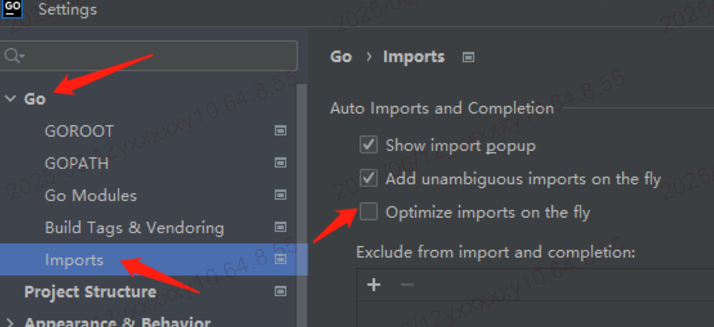 GO Settings
Go
GOROOT
GOPATH
Go Modules
Build Tags & Vendoring
Imports
Project Structure
Appearance & Behavior
Go › Imports
Auto Imports and Completion
Show import popup
Add unambiguous imports on the fly
Optimize imports on the fly
Exclude from import and completion: